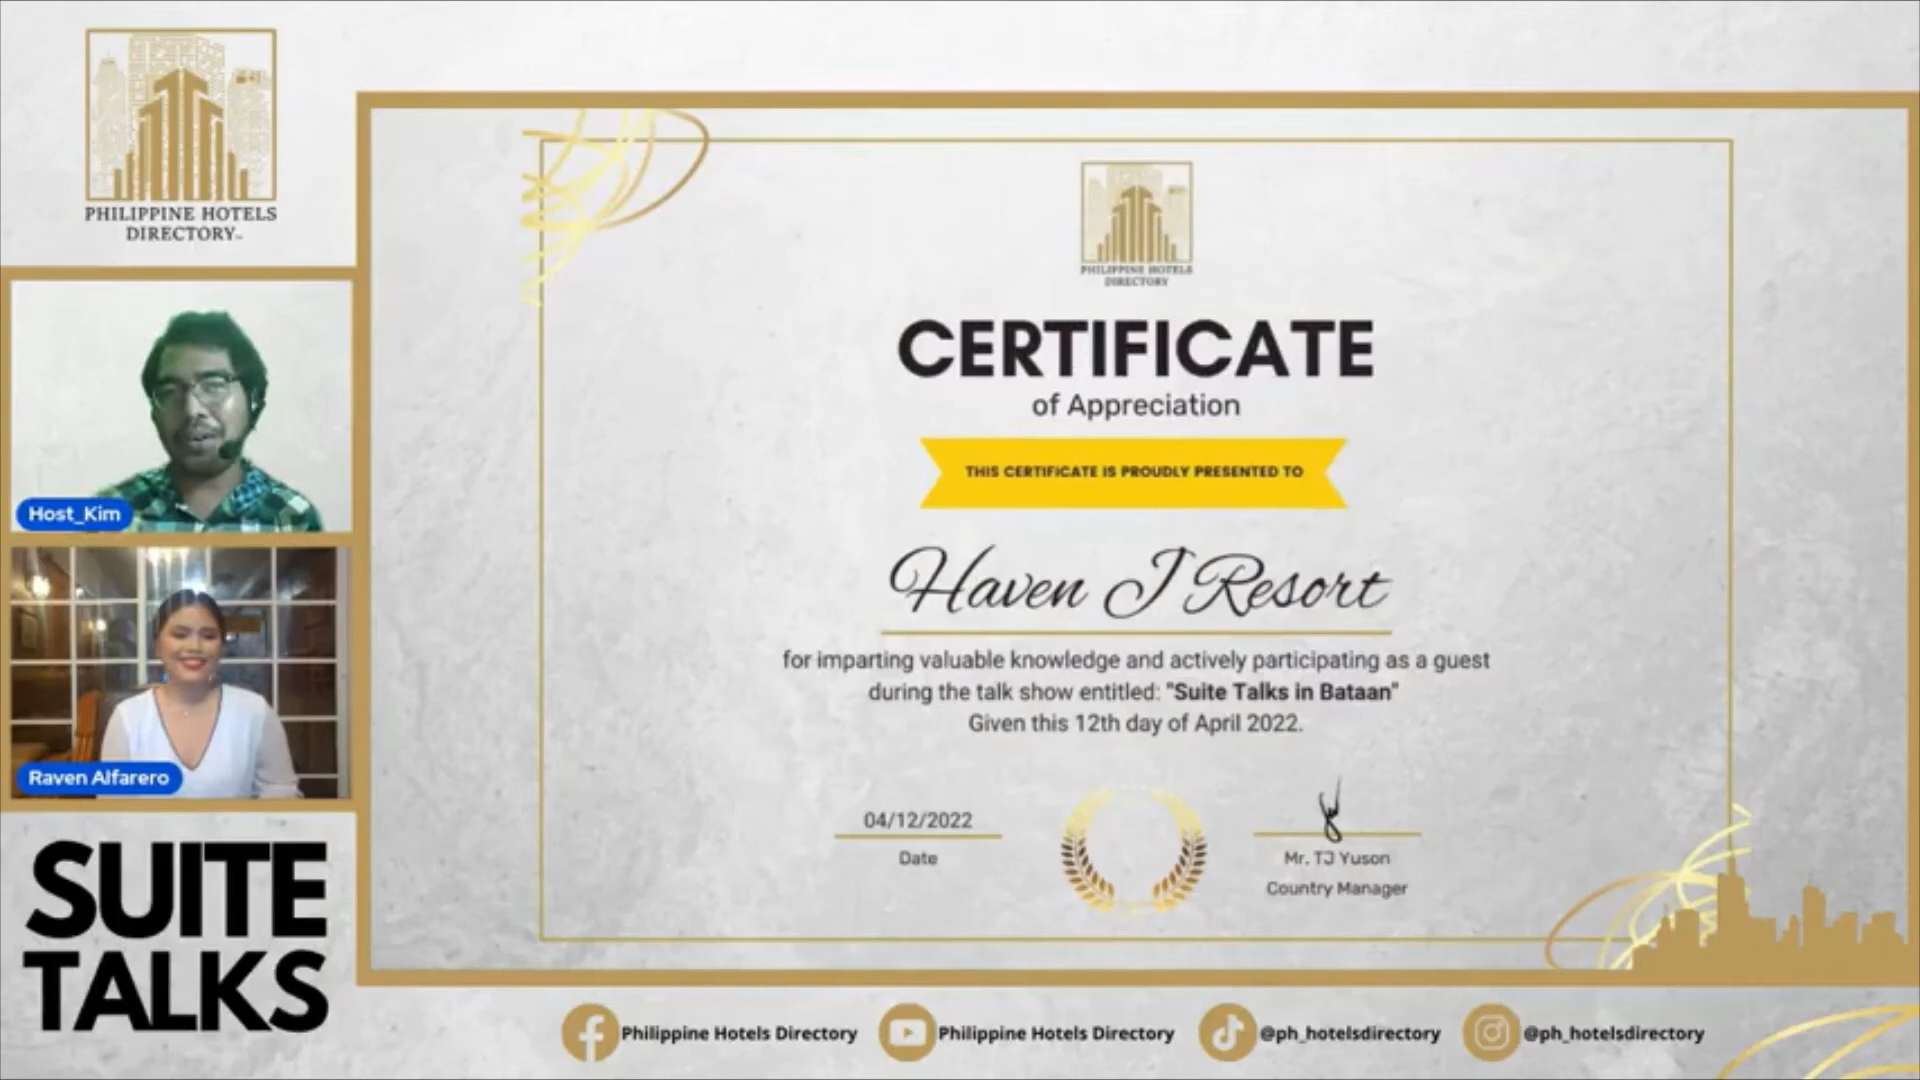 PHILIPPINE HOTELS
DIRECTORY
Host_Kim
Raven Alfarero
SUITE
TALKS
PHILIPPINE HOTELS
DIRECTORY
CERTIFICATE
of Appreciation
THIS CERTIFICATE IS PROUDLY PRESENTED TO
Haven J Resort
for imparting valuable knowledge and actively participating as a guest
during the talk show entitled: "Suite Talks in Bataan"
Given this 12th day of April 2022.
04/12/2022
Date
Mr. TJ Yuson
Country Manager
Philippine Hotels Directory
Philippine Hotels Directory
@ph_hotelsdirectory
@ph_hotelsdirectory